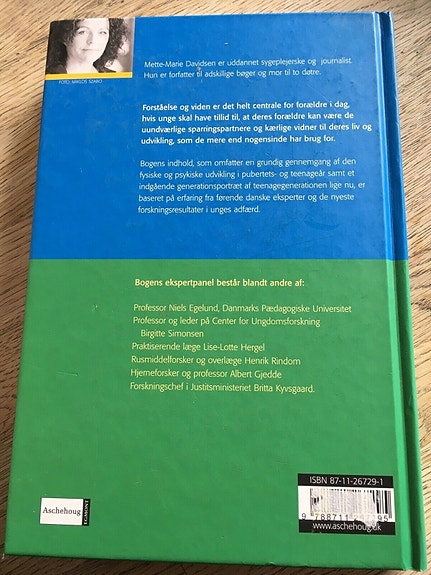 FOTO: MIKLOS SZABO
Mette-Marie Davidsen er uddannet sygeplejerske og journalist.
Hun er forfatter til adskillige bøger og mor til to døtre.
Forståelse og viden er det helt centrale for forældre i dag,
hvis unge skal have tillid til, at deres forældre kan være de
uundværlige sparringspartnere og kærlige vidner til deres liv og
udvikling, som de mere end nogensinde har brug for.
Bogens indhold, som omfatter en grundig gennemgang af den
fysiske og psykiske udvikling i pubertets- og teenageår samt et
indgående generationsportræt af teenagegenerationen lige nu, er
baseret på erfaring fra førende danske eksperter og de nyeste
forskningsresultater i unges adfærd.
Bogens ekspertpanel består blandt andre af:
Professor Niels Egelund, Danmarks Pædagogiske Universitet
Professor og leder på Center for Ungdomsforskning
Birgitte Simonsen
Praktiserende læge Lise-Lotte Hergel
Rusmiddelforsker og overlæge Henrik Rindom
Hjerneforsker og professor Albert Gjedde
Forskningschef i Justitsministeriet Britta Kyvsgaard.
ISBN 87-11-26729-1
www.aschehoug.dk
Aschehoug
EGMONT